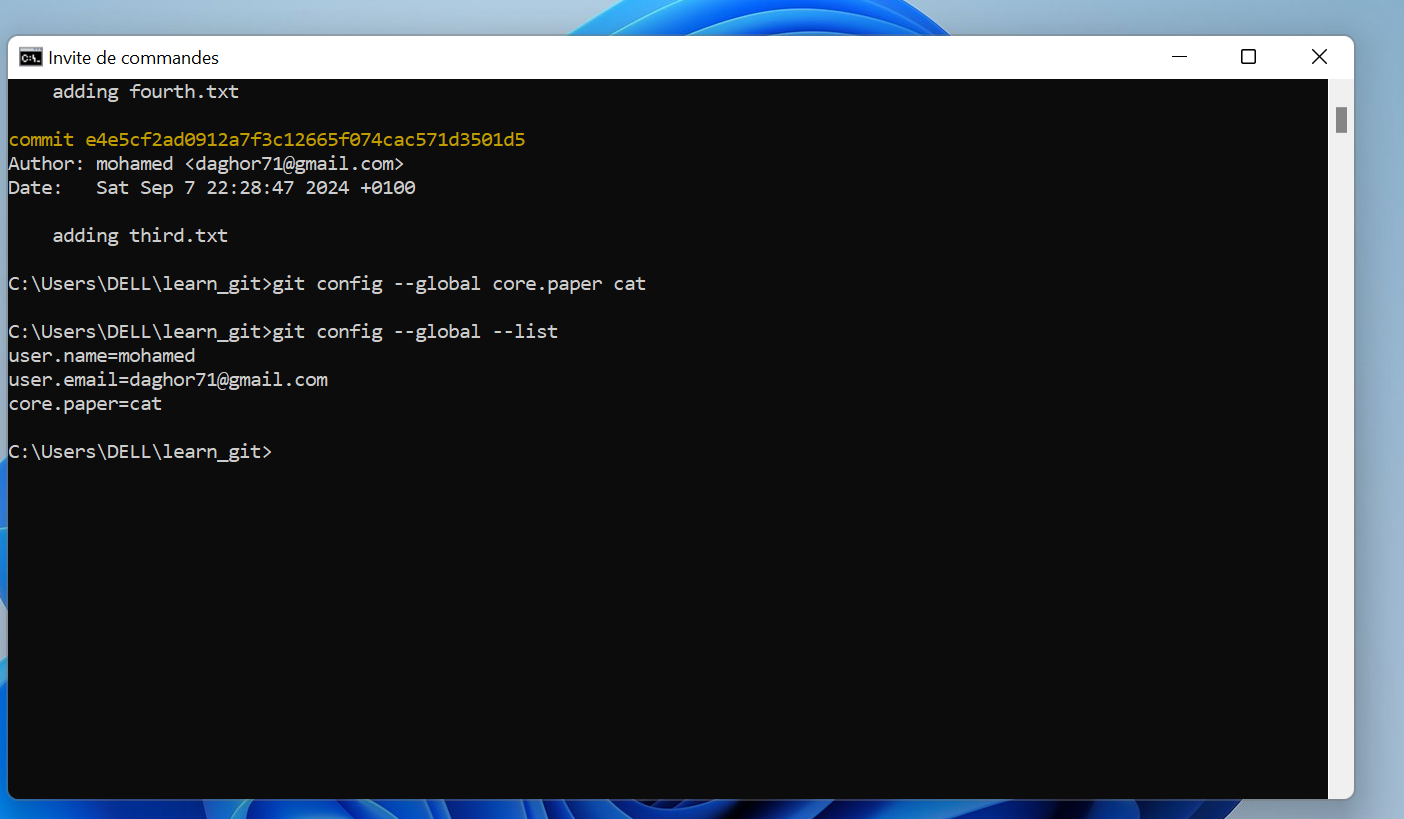 Invite de commandes
    adding fourth.txt
commit e4e5cf2ad0912a7f3c12665f074cac571d3501d5
Author: mohamed <daghor71@gmail.com>
Date:   Sat Sep 7 22:28:47 2024 +0100
    adding third.txt
C:\Users\DELL\learn_git>git config --global core.paper cat
C:\Users\DELL\learn_git>git config --global --list
user.name=mohamed
user.email=daghor71@gmail.com
core.paper=cat
C:\Users\DELL\learn_git>